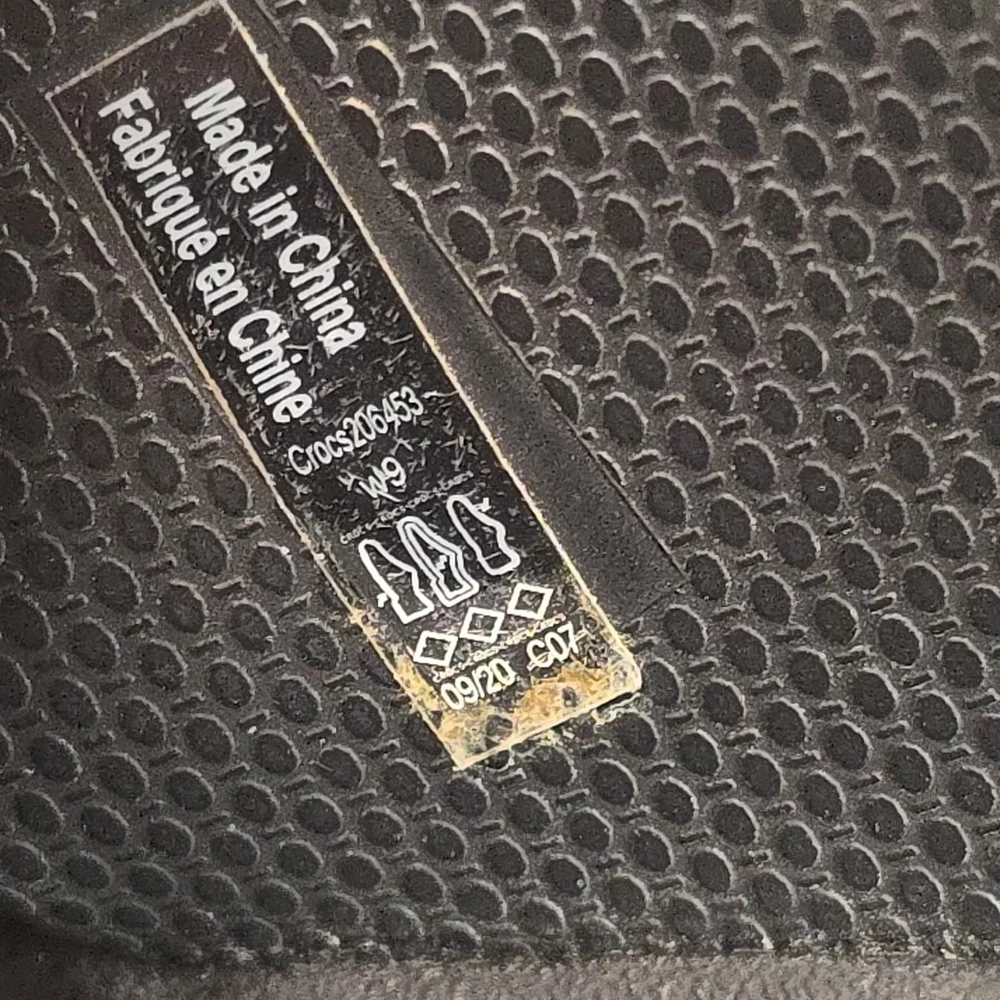 Made in China
Fabriqué en Chine
Crocs206453
W9
09/20 C07